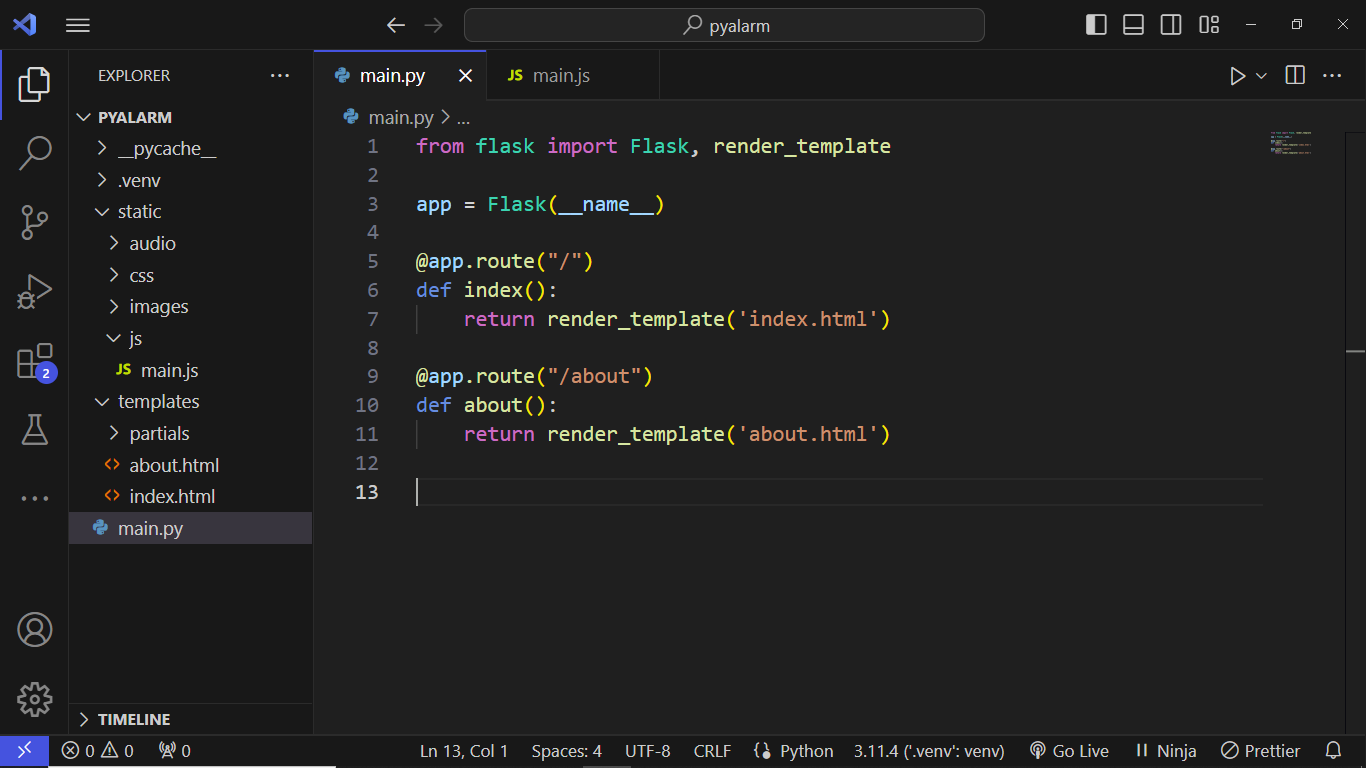 pyalarm
EXPLORER
main.py
JS main.js
PYALARM
__pycache__
.venv
static
audio
css
images
js
JS main.js
templates
partials
about.html
index.html
main.py
TIMELINE
main.py > ...
1 from flask import Flask, render_template
2
3 app = Flask(__name__)
4
5 @app.route("/")
6 def index():
7 return render_template('index.html')
8
9 @app.route("/about")
10 def about():
11 return render_template('about.html')
12
13
2
0 0 0 Ln 13, Col 1 Spaces: 4 UTF-8 CRLF Python 3.11.4 ('.venv': venv) Go Live Ninja Prettier